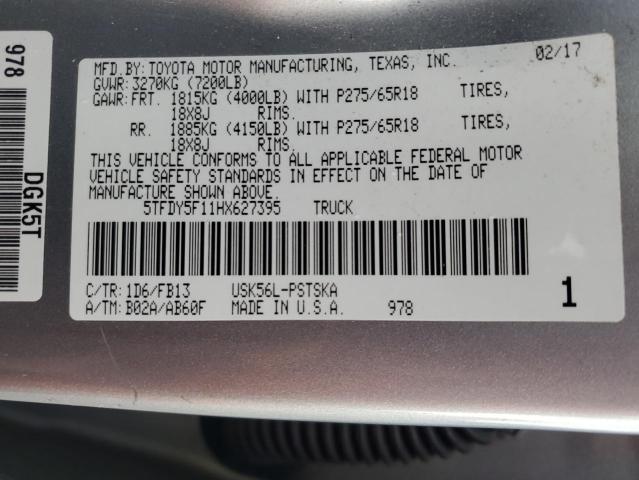 978
DGK5T
MFD.BY:TOYOTA MOTOR MANUFACTURING, TEXAS, INC. 02/17
GVWR:3270KG (7200LB)
GAWR:FRT. 1815KG (4000LB) WITH P275/65R18 TIRES,
18X8J RIMS.
RR. 1885KG (4150LB) WITH P275/65R18 TIRES,
18X8J RIMS.
THIS VEHICLE CONFORMS TO ALL APPLICABLE FEDERAL MOTOR
VEHICLE SAFETY STANDARDS IN EFFECT ON THE DATE OF
MANUFACTURE SHOWN ABOVE.
5TFDY5F11HX627395 TRUCK
C/TR:1D6/FB13 USK56L-PSTSKA
A/TM:B02A/AB60F MADE IN U.S.A. 978
1